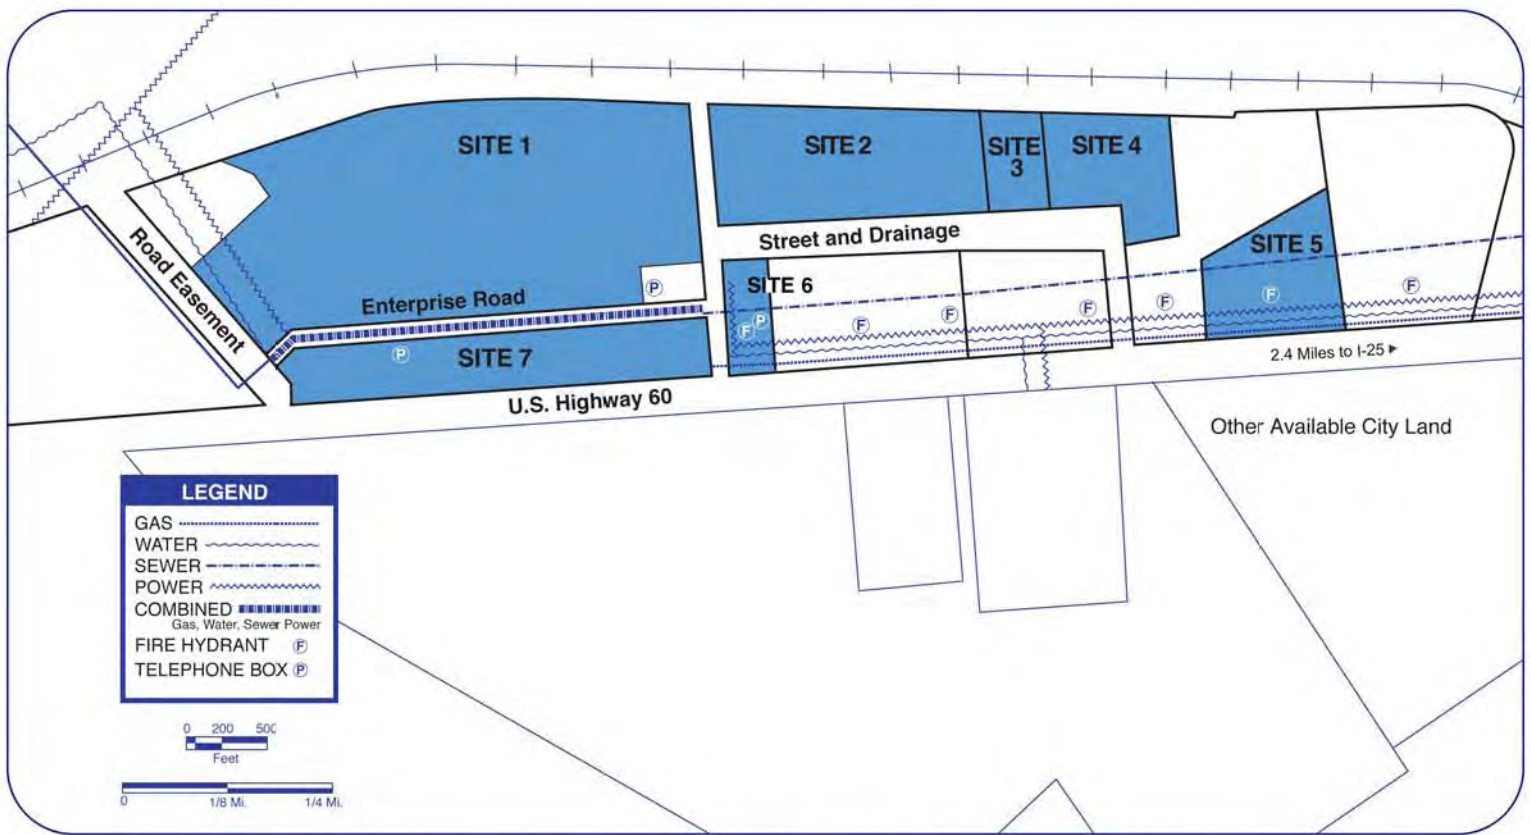 SITE 1
SITE 2
SITE
3
SITE 4
Road Easement
Street and Drainage
SITE 5
Enterprise Road
P
SITE 6
F
F
F
F
F
F
F
P
SITE 7
P
2.4 Miles to I-25
U.S. Highway 60
Other Available City Land
LEGEND
GAS
WATER
SEWER
POWER
COMBINED
Gas, Water, Sewer Power
FIRE HYDRANT F
TELEPHONE BOX P
0 200 500
Feet
0 1/8 Mi. 1/4 Mi.